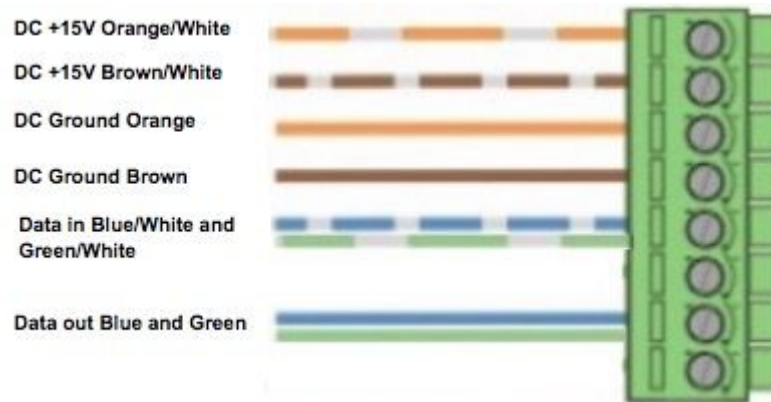 DC +15V Orange/White
DC +15V Brown/White
DC Ground Orange
DC Ground Brown
Data in Blue/White and
Green/White
Data out Blue and Green